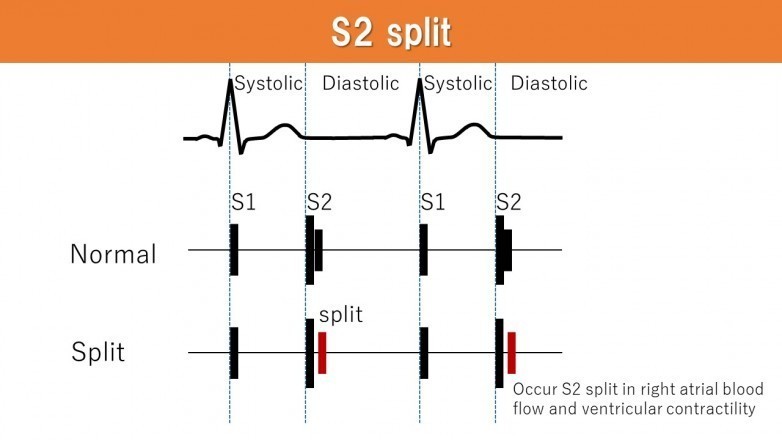 S2 split
Systolic Diastolic Systolic Diastolic
S1 S2 S1 S2
Normal
split
Split
Occur S2 split in right atrial blood
flow and ventricular contractility